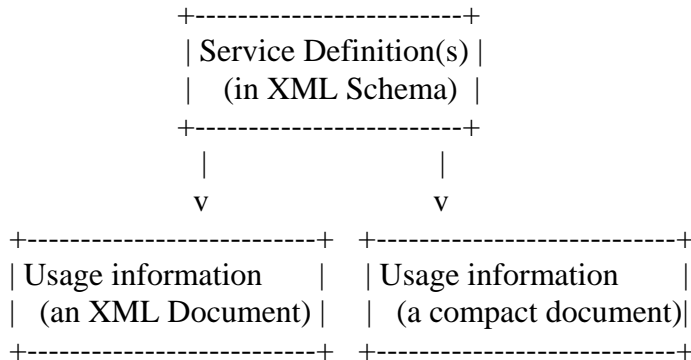 +-------------------------+
| Service Definition(s) |
| (in XML Schema) |
+-------------------------+
| |
v v
+---------------------------+ +-----------------------------+
| Usage information | | Usage information |
| (an XML Document) | | (a compact document)|
+---------------------------+ +-----------------------------+